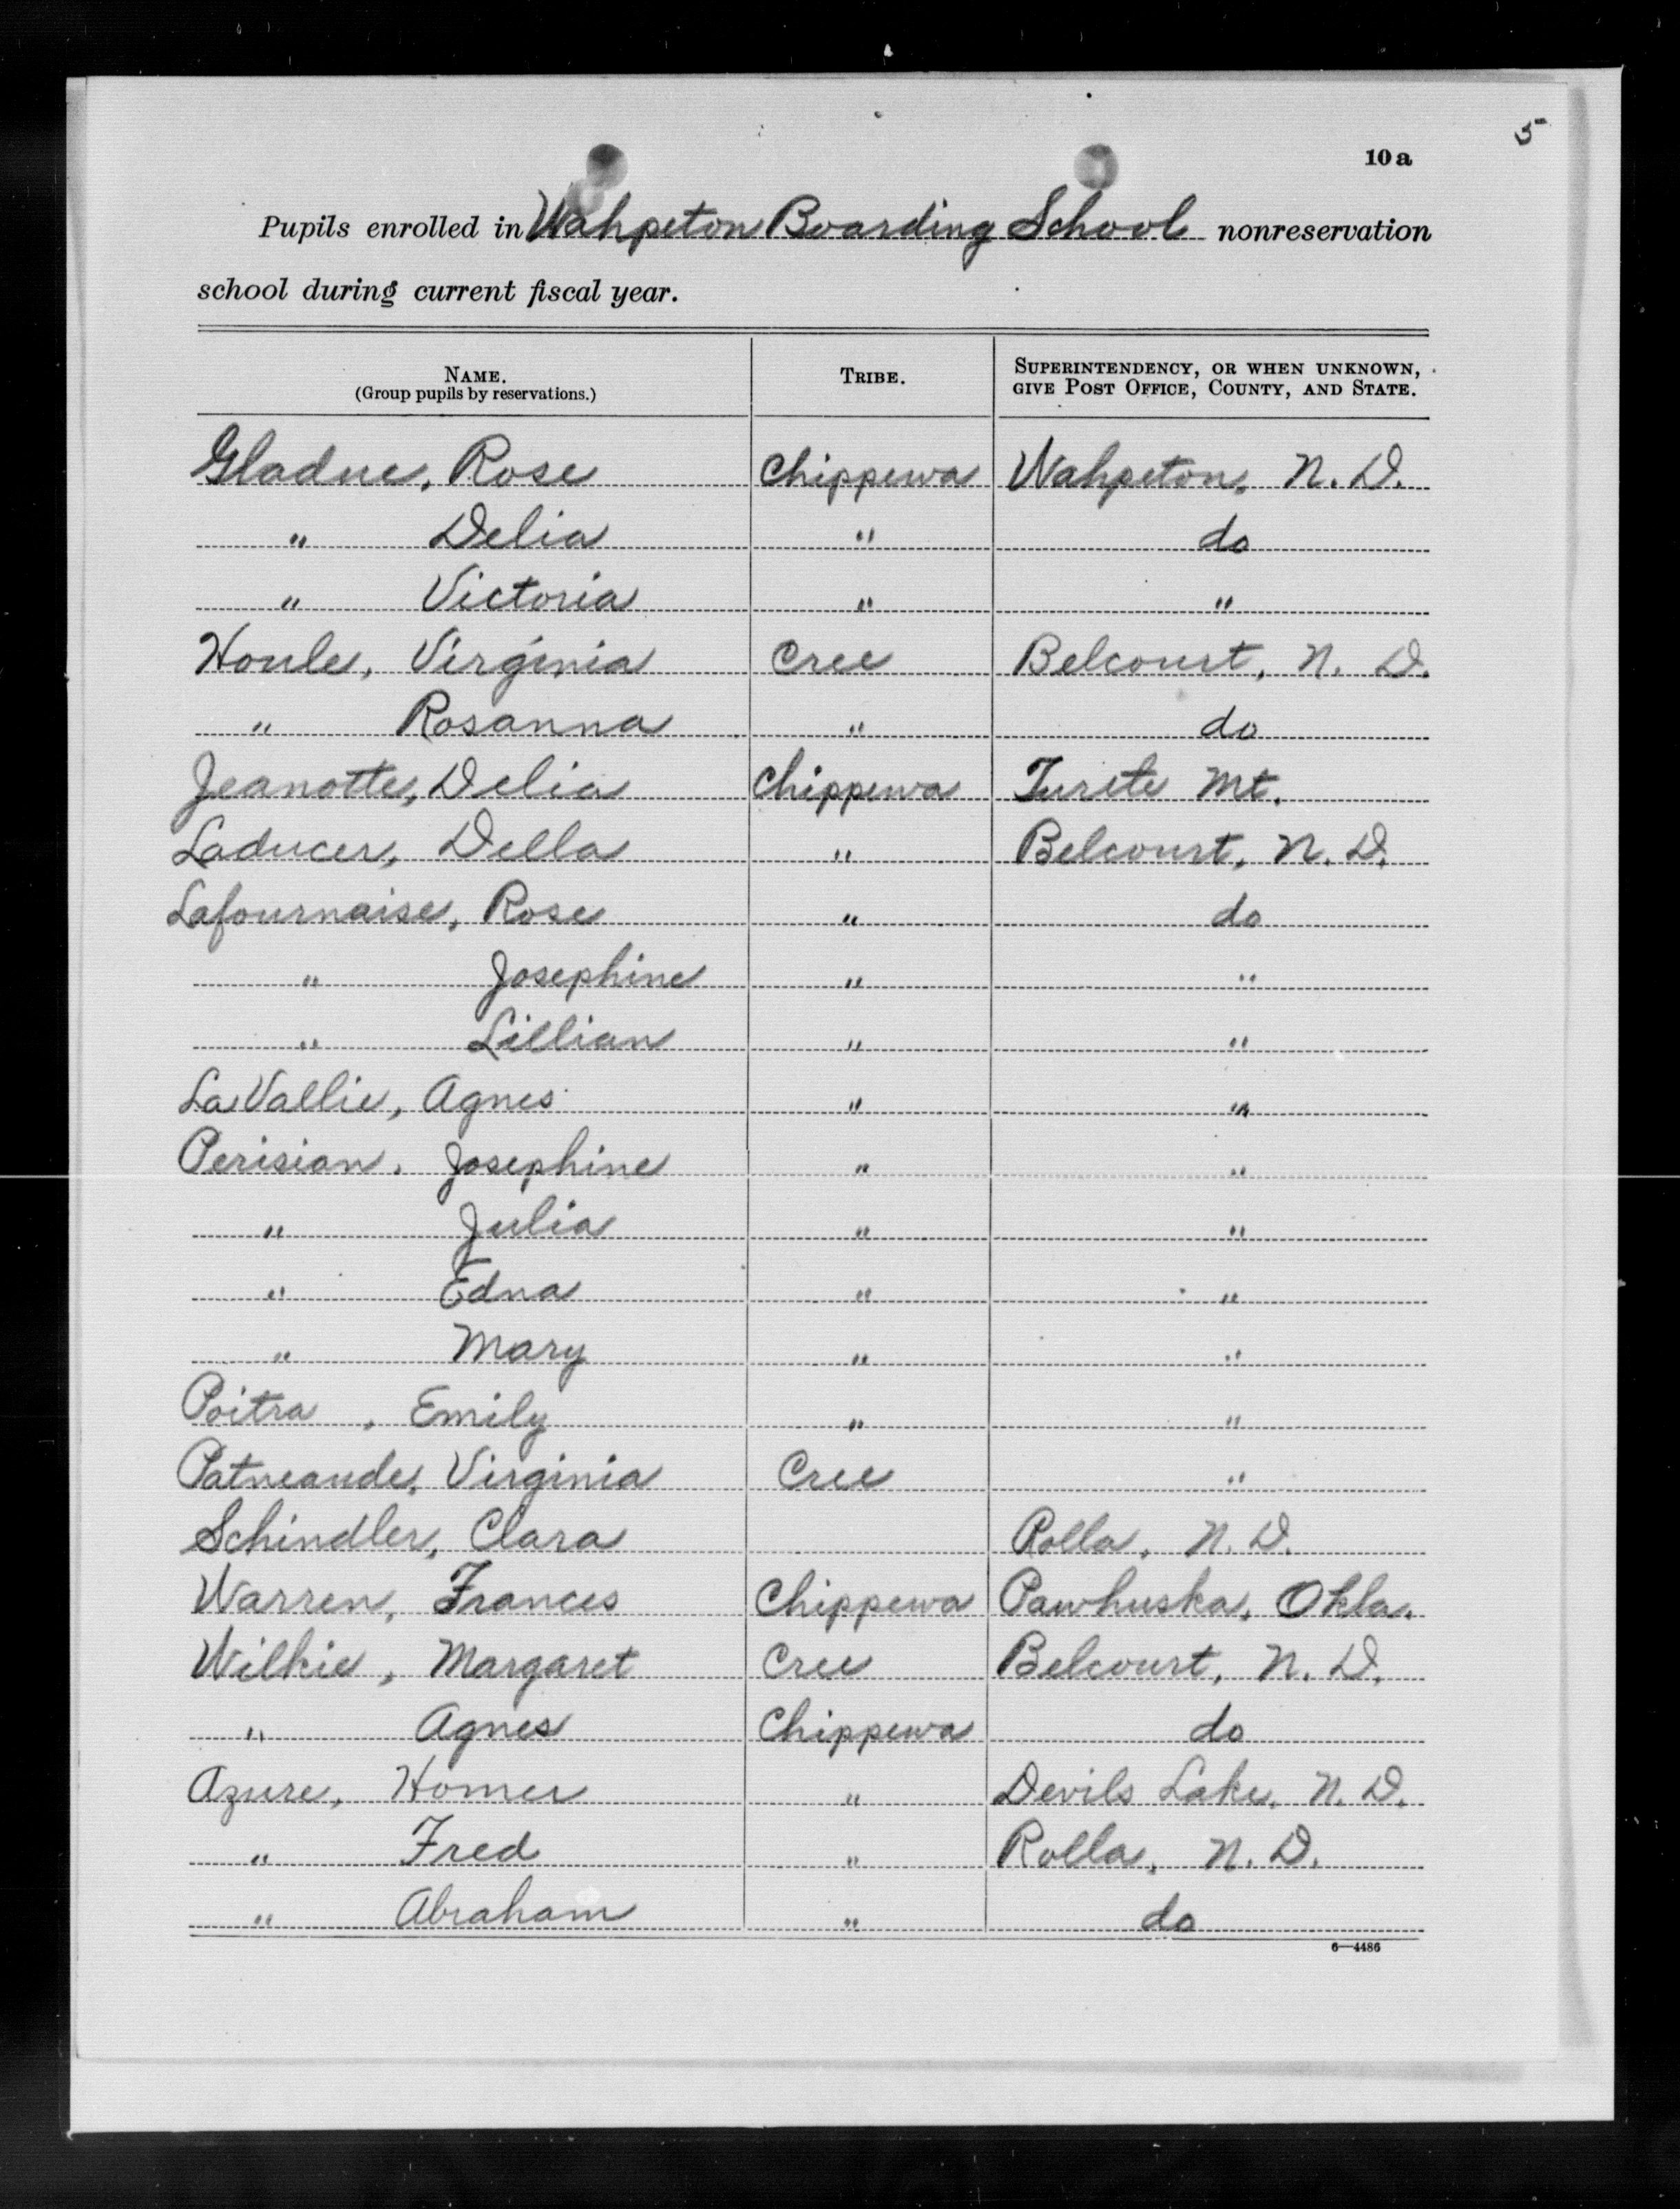 5
10a
Pupils enrolled in Wahpeton Boarding School nonreservation
school during current fiscal year.
NAME. TRIBE. SUPERINTENDENCY, OR WHEN UNKNOWN,
(Group pupils by reservations.) GIVE POST OFFICE, COUNTY, AND STATE.
Gladue, Rose Chippewa Wahpeton, N. D.
" Delia " do
" Victoria " "
Houle, Virginia Cree Belcourt, N. D.
" Rosanna " do
Jeanotte, Delia Chippewa Turtle Mt.
Laducer, Della " Belcourt, N. D.
Lafournaise, Rose " do
" Josephine " "
" Lillian " "
LaVallie, Agnes " "
Perisian, Josephine " "
" Julia " "
" Edna " "
" Mary " "
Poitra, Emily " "
Patneaude, Virginia Cree "
Schindler, Clara Rolla, N. D.
Warren, Frances Chippewa Pawhuska, Okla.
Wilkie, Margaret Cree Belcourt, N. D.
" Agnes Chippewa do
Azure, Homer " Devils Lake, N. D.
" Fred " Rolla, N. D.
" Abraham " do
6—4486